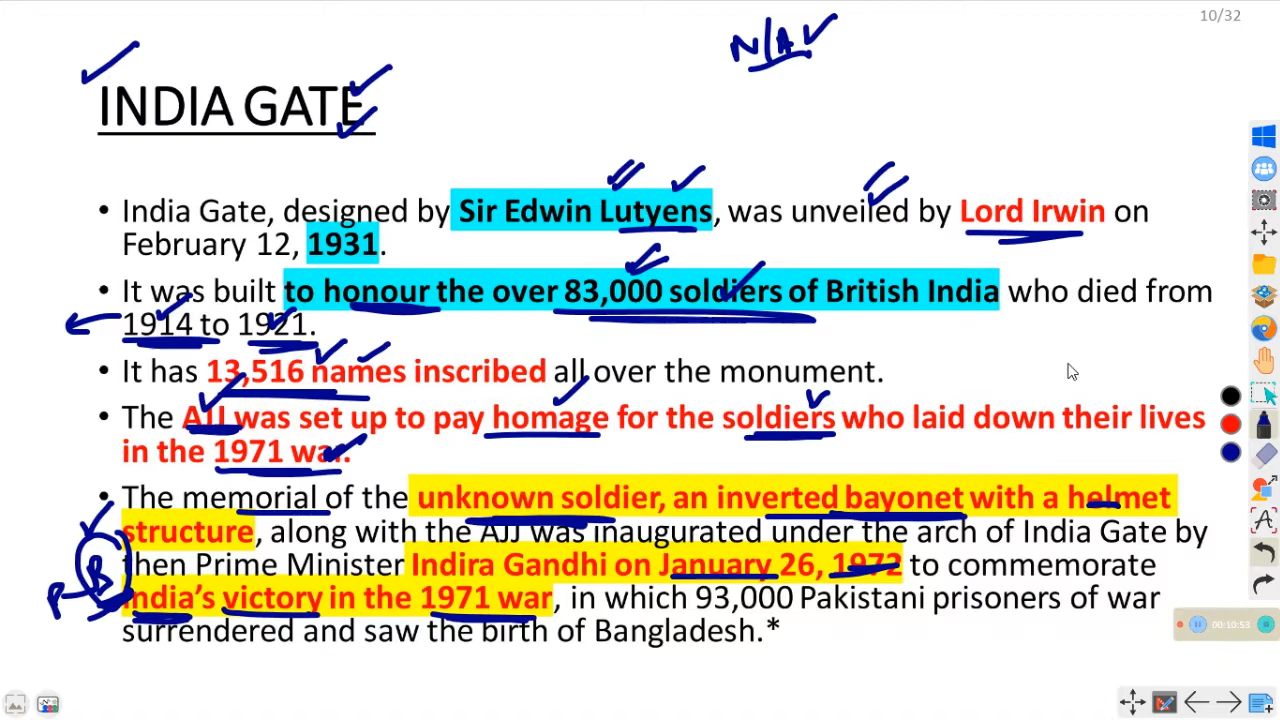 10/32
N/A
INDIA GATE
• India Gate, designed by Sir Edwin Lutyens, was unveiled by Lord Irwin on
February 12, 1931.
• It was built to honour the over 83,000 soldiers of British India who died from
1914 to 1921.
• It has 13,516 names inscribed all over the monument.
• The AJJ was set up to pay homage for the soldiers who laid down their lives
in the 1971 war.
• The memorial of the unknown soldier, an inverted bayonet with a helmet
structure, along with the AJJ was inaugurated under the arch of India Gate by
then Prime Minister Indira Gandhi on January 26, 1972 to commemorate
India's victory in the 1971 war, in which 93,000 Pakistani prisoners of war
surrendered and saw the birth of Bangladesh.*
B
P
00:10:53
A